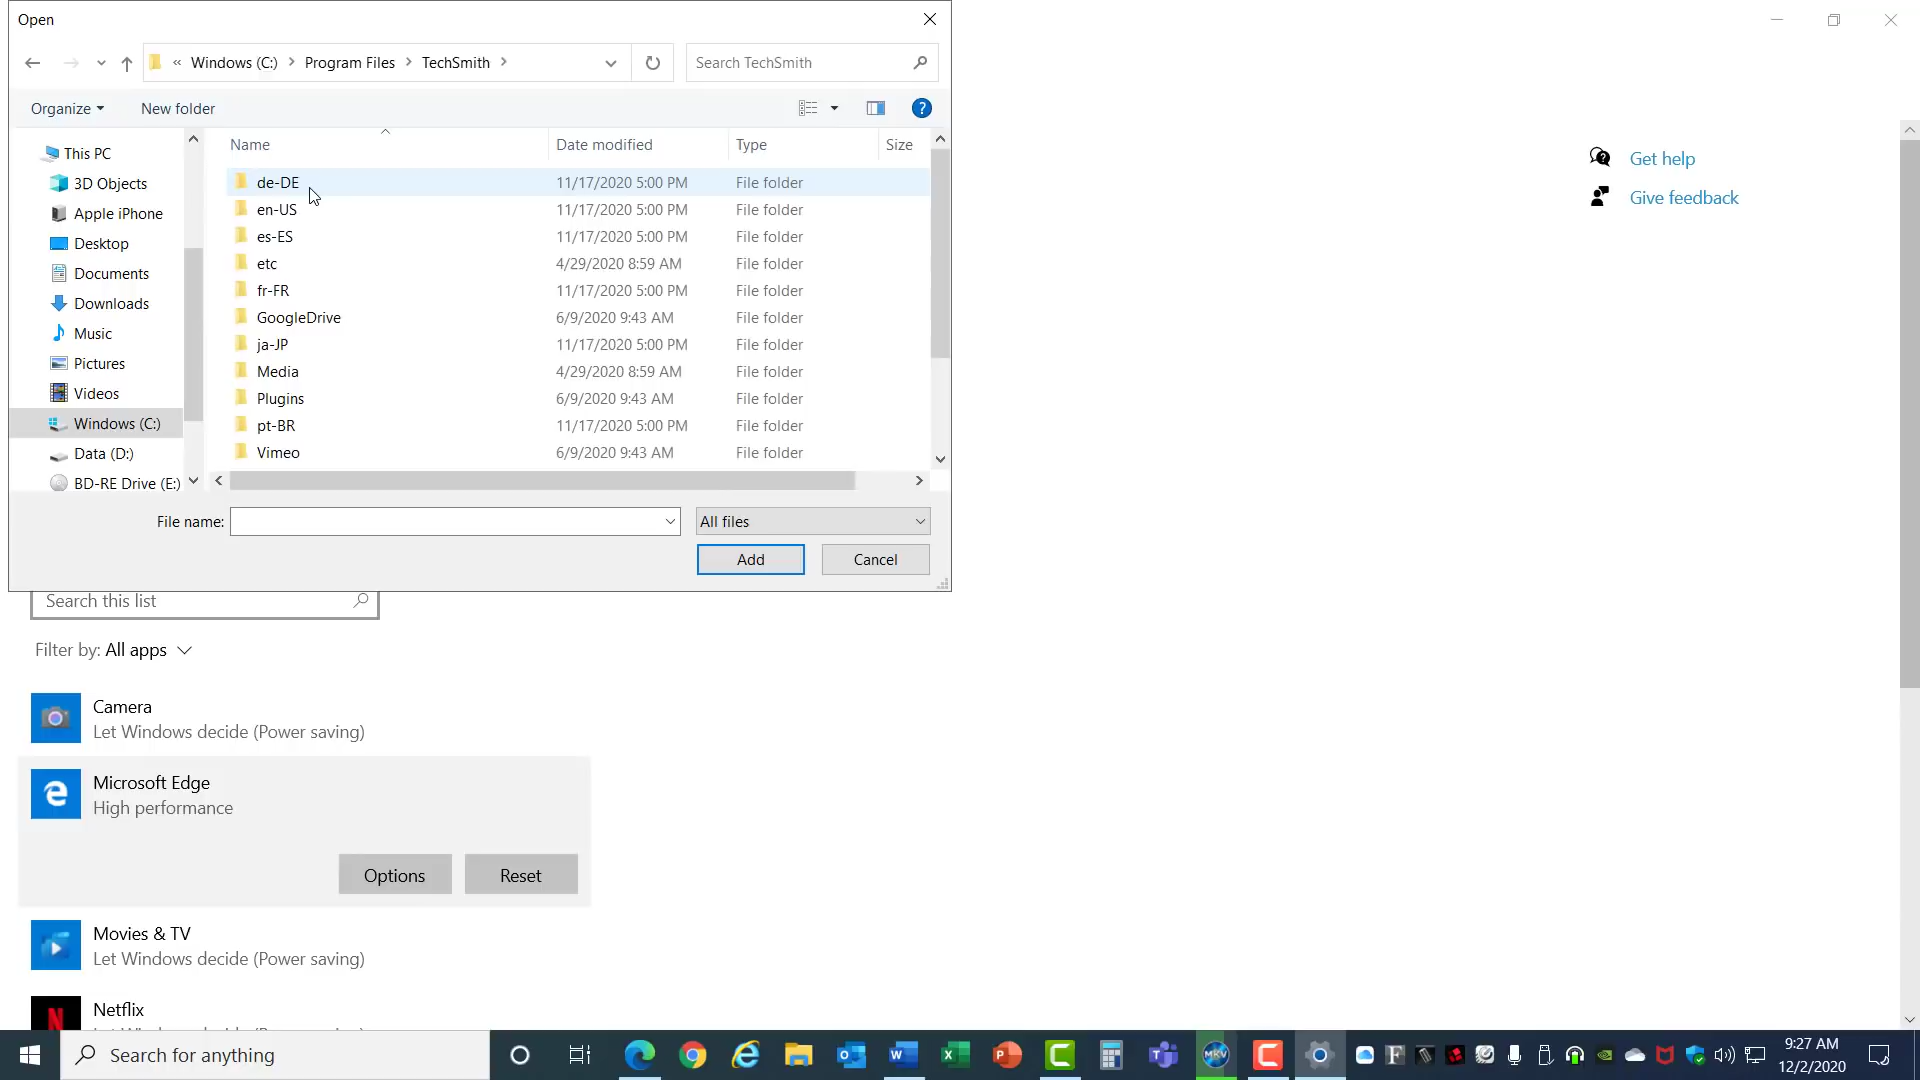 Open
« Windows (C:) > Program Files > TechSmith >
Search TechSmith
Organize
New folder
Name Date modified Type Size
This PC
3D Objects
Apple iPhone
Desktop
Documents
Downloads
Music
Pictures
Videos
Windows (C:)
Data (D:)
BD-RE Drive (E:)
de-DE 11/17/2020 5:00 PM File folder
en-US 11/17/2020 5:00 PM File folder
es-ES 11/17/2020 5:00 PM File folder
etc 4/29/2020 8:59 AM File folder
fr-FR 11/17/2020 5:00 PM File folder
GoogleDrive 6/9/2020 9:43 AM File folder
ja-JP 11/17/2020 5:00 PM File folder
Media 4/29/2020 8:59 AM File folder
Plugins 6/9/2020 9:43 AM File folder
pt-BR 11/17/2020 5:00 PM File folder
Vimeo 6/9/2020 9:43 AM File folder
File name:
All files
Add
Cancel
Get help
Give feedback
Search this list
Filter by: All apps
Camera
Let Windows decide (Power saving)
Microsoft Edge
High performance
Options
Reset
Movies & TV
Let Windows decide (Power saving)
Netflix
Search for anything
9:27 AM
12/2/2020